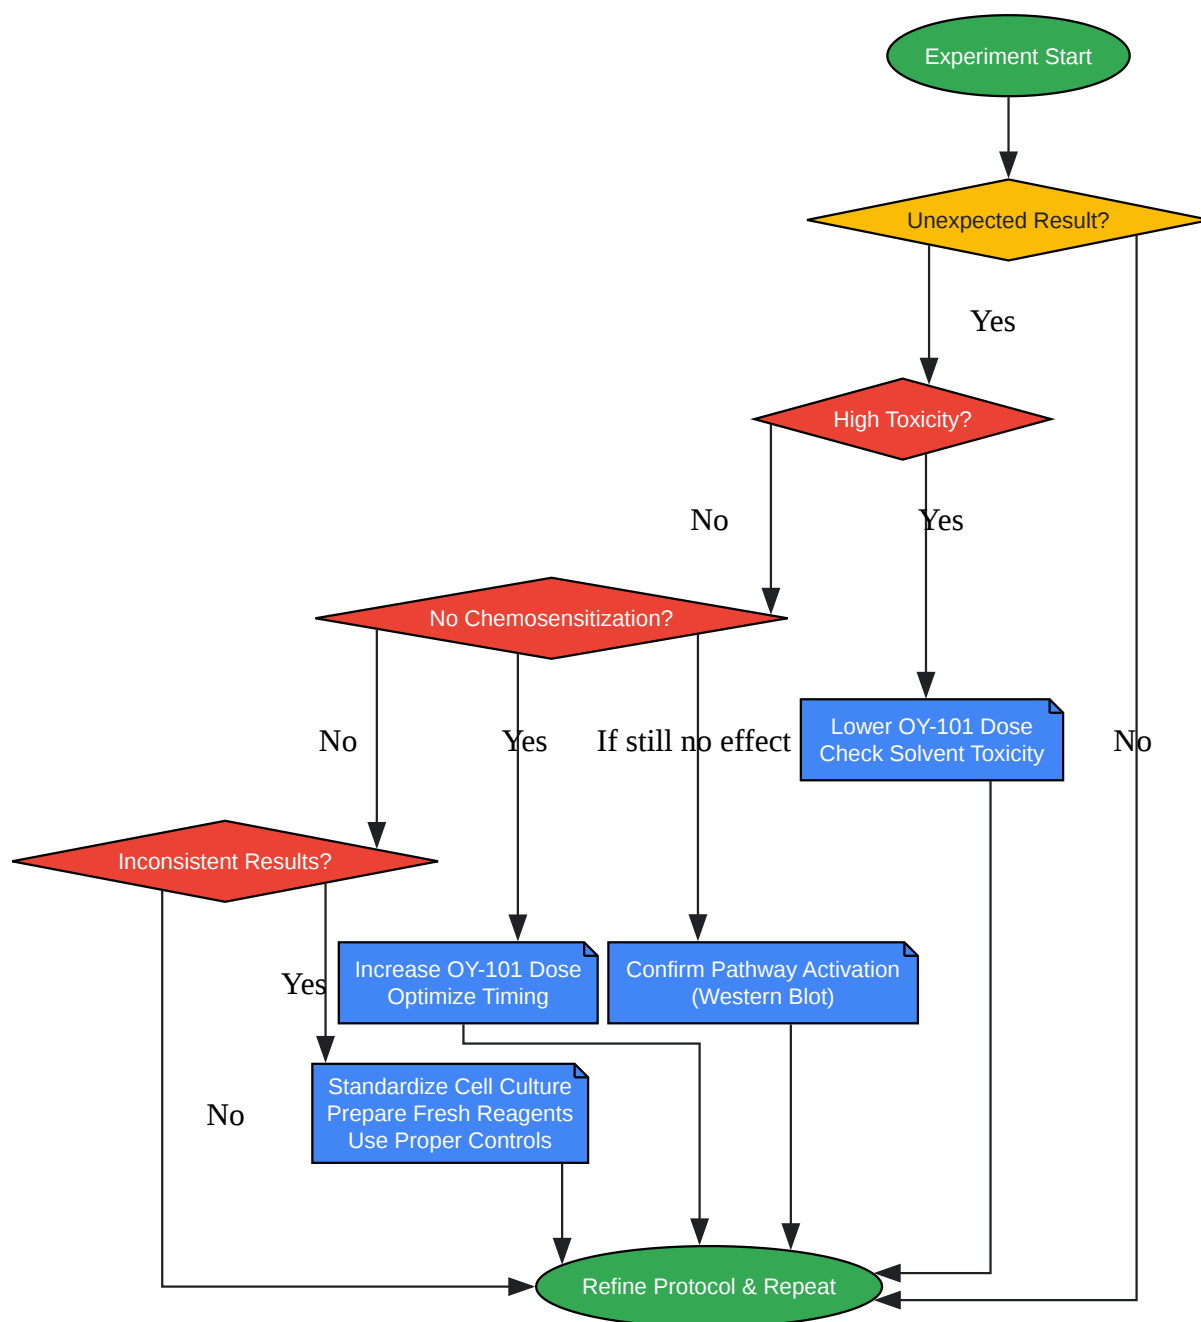 Experiment Start
Unexpected Result?
Yes
High Toxicity?
No
Yes
No Chemosensitization?
Lower OY-101 Dose
Check Solvent Toxicity
No
Yes
If still no effect
No
Inconsistent Results?
Increase OY-101 Dose
Optimize Timing
Confirm Pathway Activation
(Western Blot)
Yes
Standardize Cell Culture
Prepare Fresh Reagents
Use Proper Controls
No
Refine Protocol & Repeat